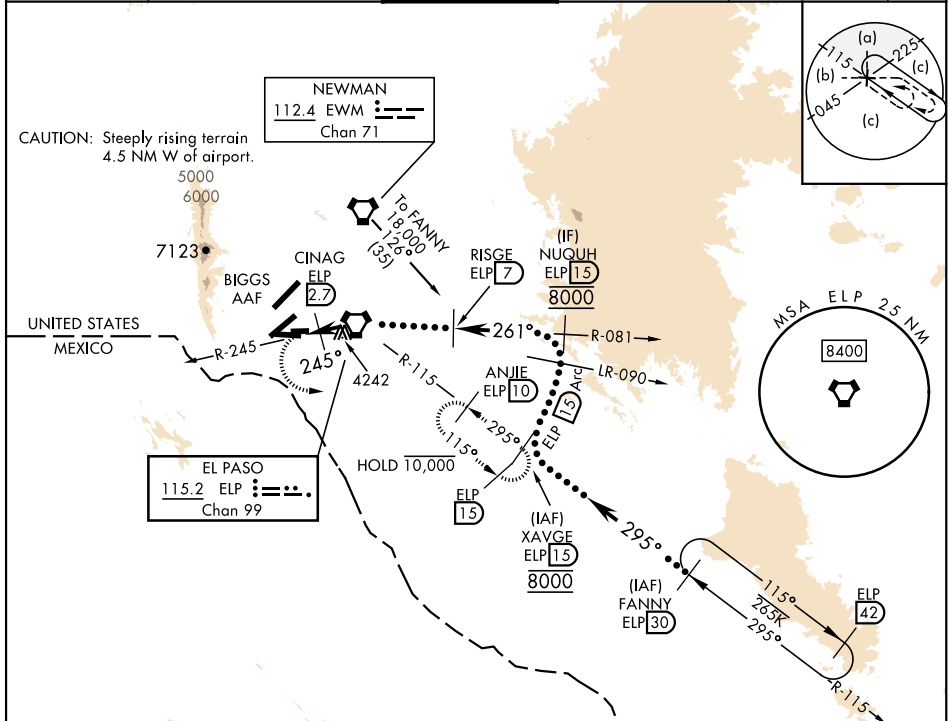 NEWMAN
112.4 EWM
Chan 71
CAUTION: Steeply rising terrain
4.5 NM W of airport.
5000
6000
7123
BIGGS
AAF
CINAG
ELP
2.7
To FANNY
18,000
126°
(35)
RISGE
ELP 7
(IF)
NUQUH
ELP 15
8000
(a)
115
225
(b)
(c)
045
(c)
UNITED STATES
MEXICO
R-245
245°
4242
261°
R-081
LR-090
R-115
ANJIE
ELP 10
ELP 15 Arc
295°
115°
HOLD 10,000
ELP
15
(IAF)
XAVGE
ELP 15
8000
EL PASO
115.2 ELP
Chan 99
MSA ELP 25 NM
8400
295°
(IAF)
FANNY
ELP 30
115°
265K
295°
ELP
42
R-115